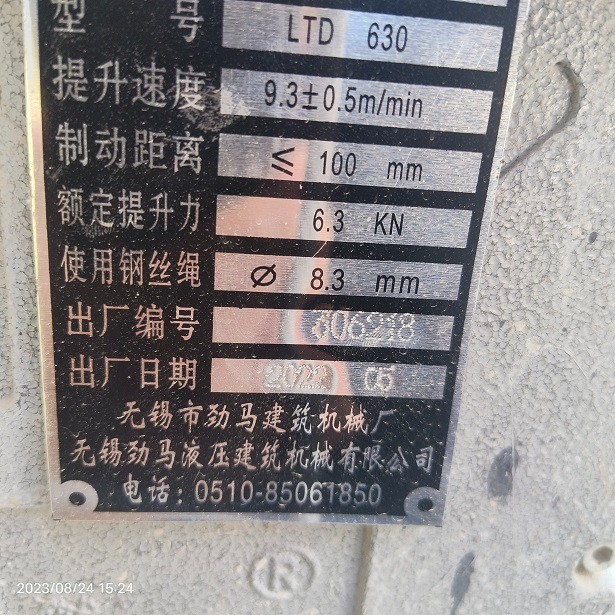 型 号 LTD 630
提升速度 9.3±0.5m/min
制动距离 ≤ 100 mm
额定提升力 6.3 KN
使用钢丝绳 Ø 8.3 mm
出厂编号
出厂日期 2022 05
无锡市劲马建筑机械厂
无锡劲马液压建筑机械有限公司
电话：0510-85061850
®
2023/08/24 15:24